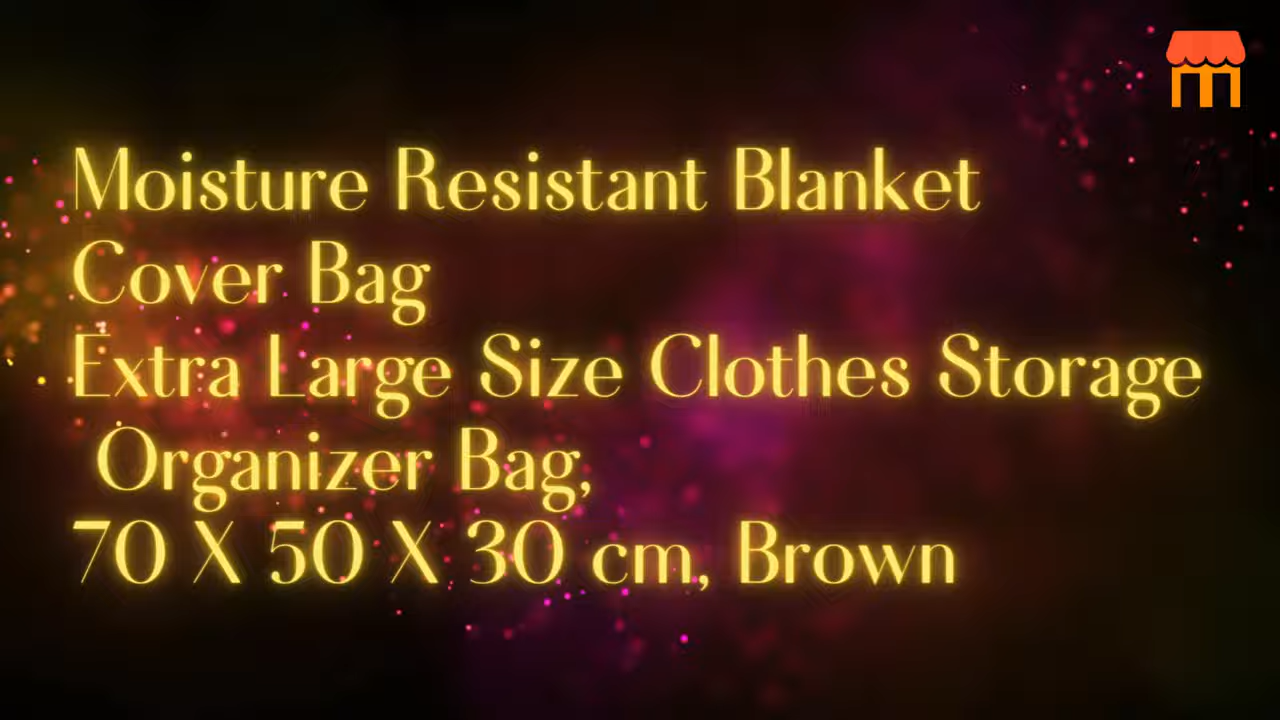 Moisture Resistant Blanket
Cover Bag
Extra Large Size Clothes Storage
Organizer Bag,
70 X 50 X 30 cm, Brown